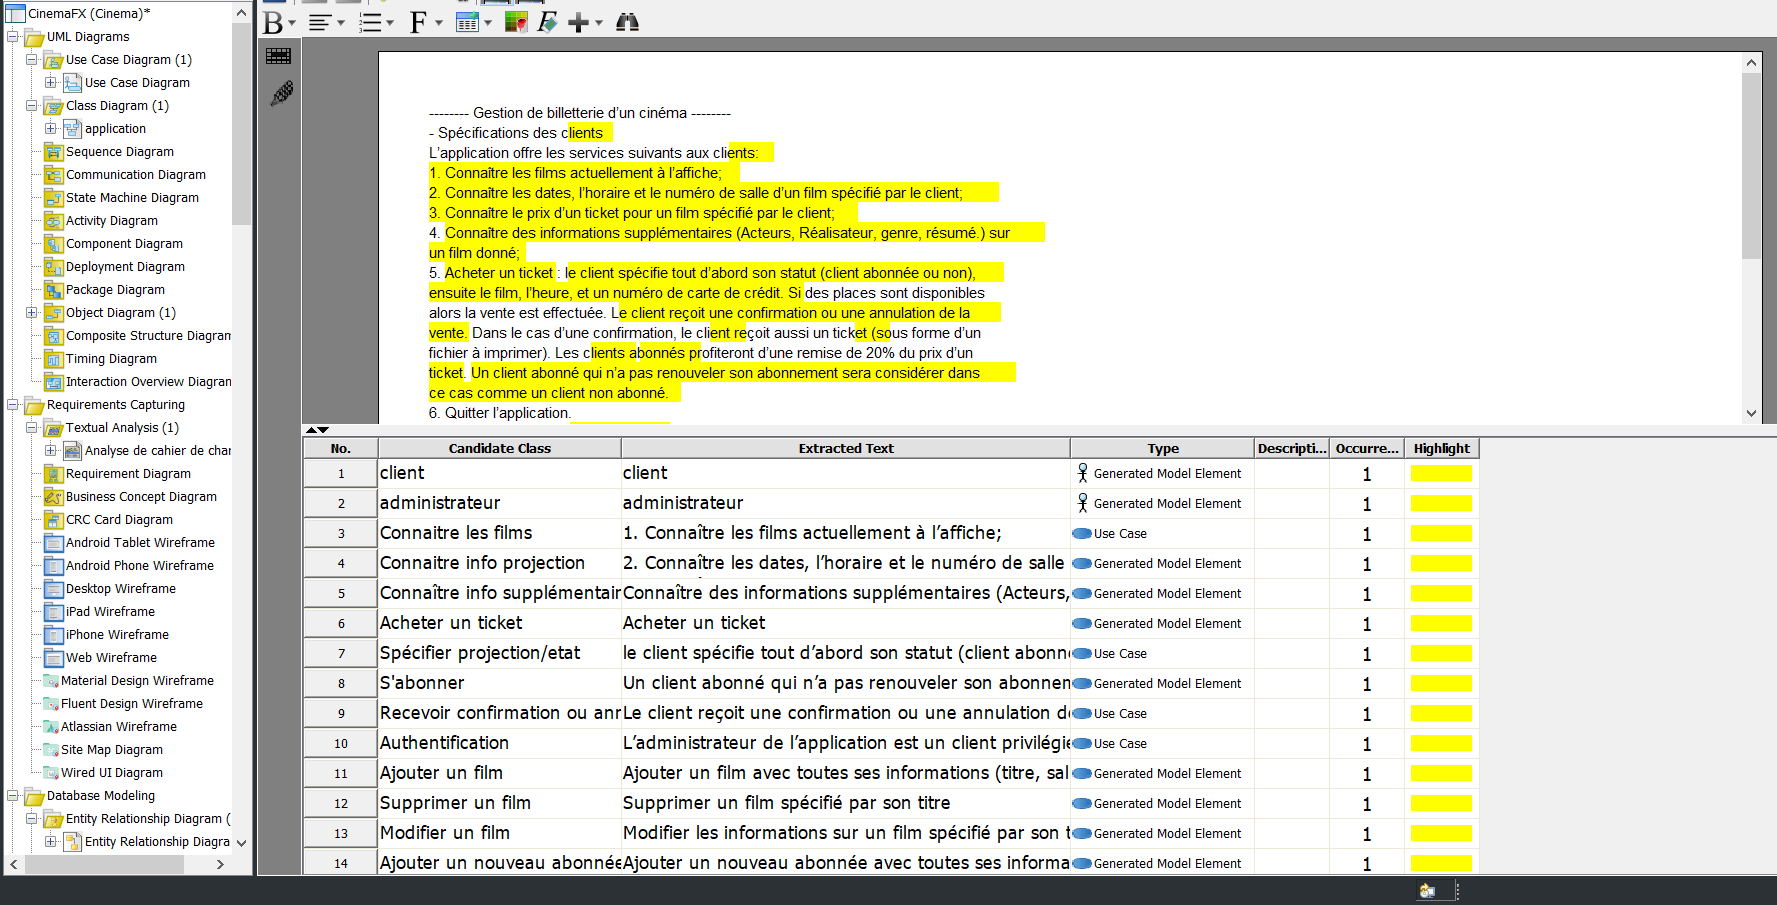 CinemaFX (Cinema)*
UML Diagrams
Use Case Diagram (1)
Use Case Diagram
Class Diagram (1)
application
Sequence Diagram
Communication Diagram
State Machine Diagram
Activity Diagram
Component Diagram
Deployment Diagram
Package Diagram
Object Diagram (1)
Composite Structure Diagram
Timing Diagram
Interaction Overview Diagram
Requirements Capturing
Textual Analysis (1)
Analyse de cahier de char
Requirement Diagram
Business Concept Diagram
CRC Card Diagram
Android Tablet Wireframe
Android Phone Wireframe
Desktop Wireframe
iPad Wireframe
iPhone Wireframe
Web Wireframe
Material Design Wireframe
Fluent Design Wireframe
Atlassian Wireframe
Site Map Diagram
Wired UI Diagram
Database Modeling
Entity Relationship Diagram (
Entity Relationship Diagra
B F F
-------- Gestion de billetterie d’un cinéma --------
- Spécifications des clients
L’application offre les services suivants aux clients:
1. Connaître les films actuellement à l’affiche;
2. Connaître les dates, l’horaire et le numéro de salle d’un film spécifié par le client;
3. Connaître le prix d’un ticket pour un film spécifié par le client;
4. Connaître des informations supplémentaires (Acteurs, Réalisateur, genre, résumé.) sur
un film donné;
5. Acheter un ticket : le client spécifie tout d’abord son statut (client abonnée ou non),
ensuite le film, l’heure, et un numéro de carte de crédit. Si des places sont disponibles
alors la vente est effectuée. Le client reçoit une confirmation ou une annulation de la
vente. Dans le cas d’une confirmation, le client reçoit aussi un ticket (sous forme d’un
fichier à imprimer). Les clients abonnés profiteront d’une remise de 20% du prix d’un
ticket. Un client abonné qui n’a pas renouveler son abonnement sera considérer dans
ce cas comme un client non abonné.
6. Quitter l’application.
No. Candidate Class Extracted Text Type Descripti... Occurre... Highlight
1 client client Generated Model Element 1
2 administrateur administrateur Generated Model Element 1
3 Connaitre les films 1. Connaître les films actuellement à l’affiche; Use Case 1
4 Connaitre info projection 2. Connaître les dates, l’horaire et le numéro de salle Generated Model Element 1
5 Connaître info supplémentair Connaître des informations supplémentaires (Acteurs, Generated Model Element 1
6 Acheter un ticket Acheter un ticket Generated Model Element 1
7 Spécifier projection/etat le client spécifie tout d’abord son statut (client abonn Use Case 1
8 S'abonner Un client abonné qui n’a pas renouveler son abonnem Generated Model Element 1
9 Recevoir confirmation ou ann Le client reçoit une confirmation ou une annulation d Use Case 1
10 Authentification L’administrateur de l’application est un client privilégié Use Case 1
11 Ajouter un film Ajouter un film avec toutes ses informations (titre, sal Generated Model Element 1
12 Supprimer un film Supprimer un film spécifié par son titre Generated Model Element 1
13 Modifier un film Modifier les informations sur un film spécifié par son t Generated Model Element 1
14 Ajouter un nouveau abonnée Ajouter un nouveau abonnée avec toutes ses informa Generated Model Element 1